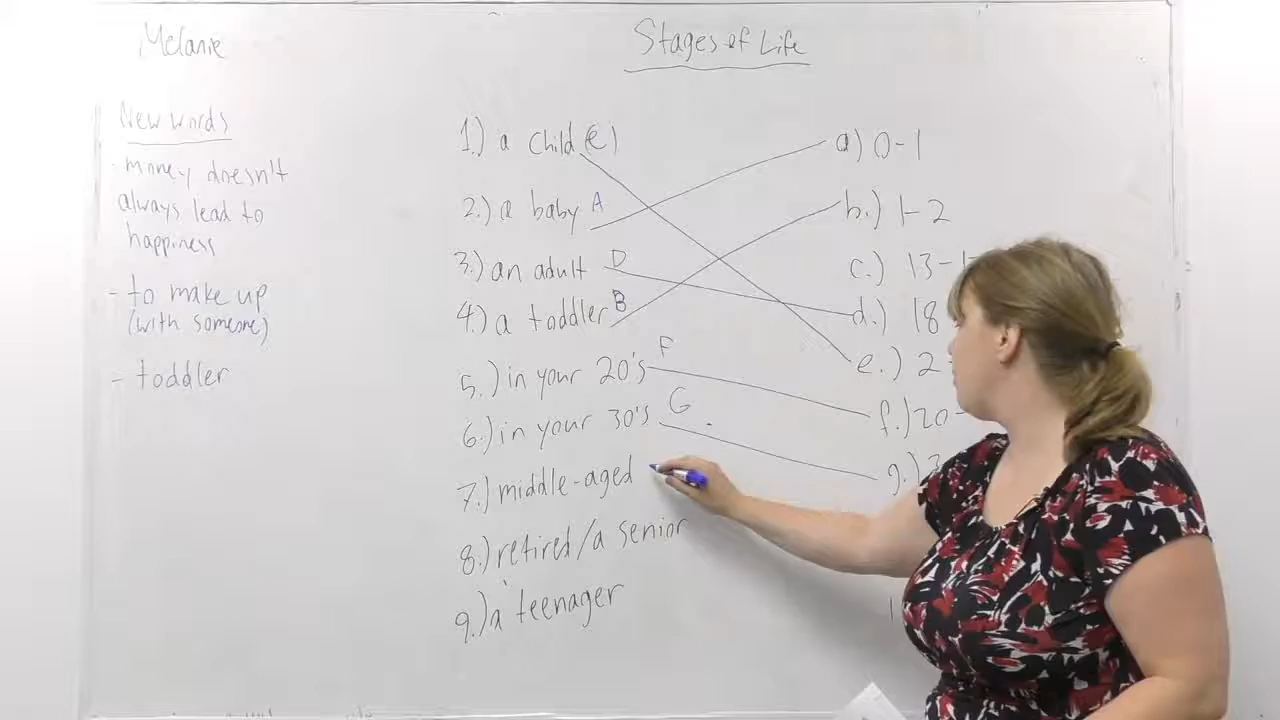 Melanie
Stages of Life
New words
- money doesn't
always lead to
happiness
- to make up
(with someone)
- toddler
1.) a child (e)
2.) a baby A
3.) an adult D
4.) a toddler B
5.) in your 20's F
6.) in your 30's G
7.) middle-aged
8.) retired/a senior
9.) a teenager
a) 0-1
b.) 1-2
c.) 13-1
d.) 18
e.) 2
f.) 20-
g.) 3